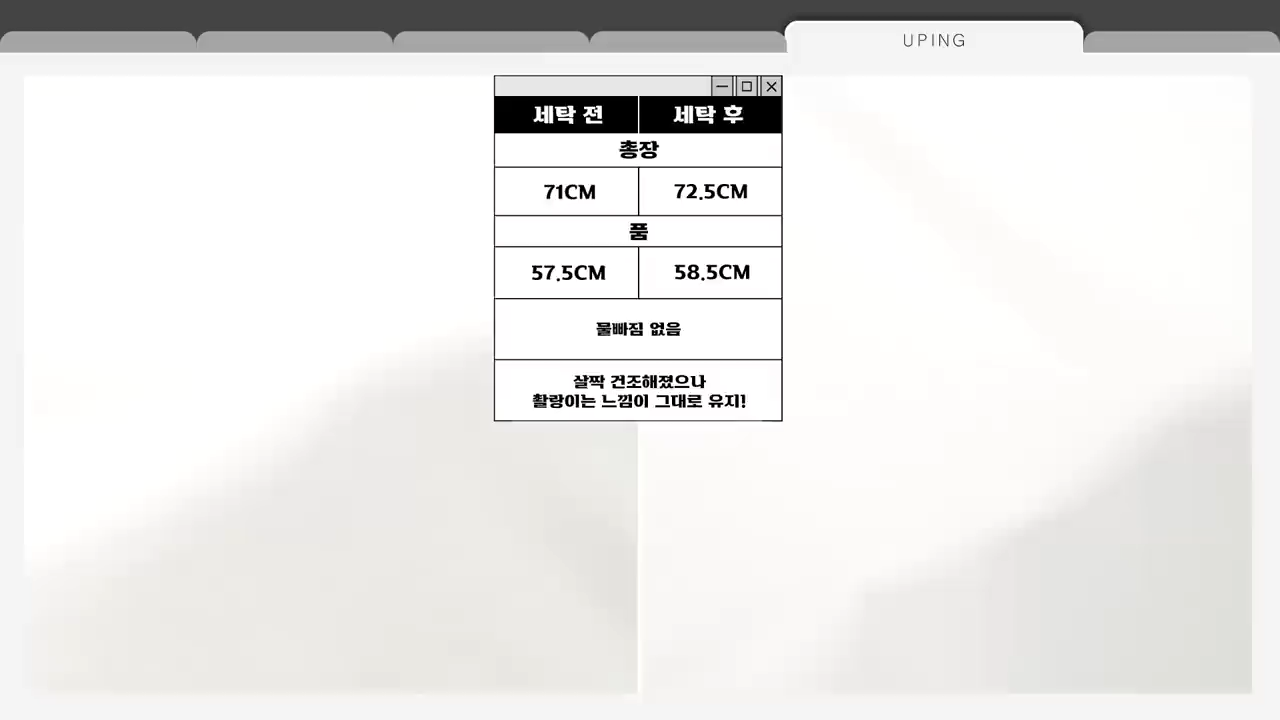 UPING
세탁 전 세탁 후
총장
71CM 72.5CM
품
57.5CM 58.5CM
물빠짐 없음
살짝 건조해졌으나
촬랑이는 느낌이 그대로 유지!